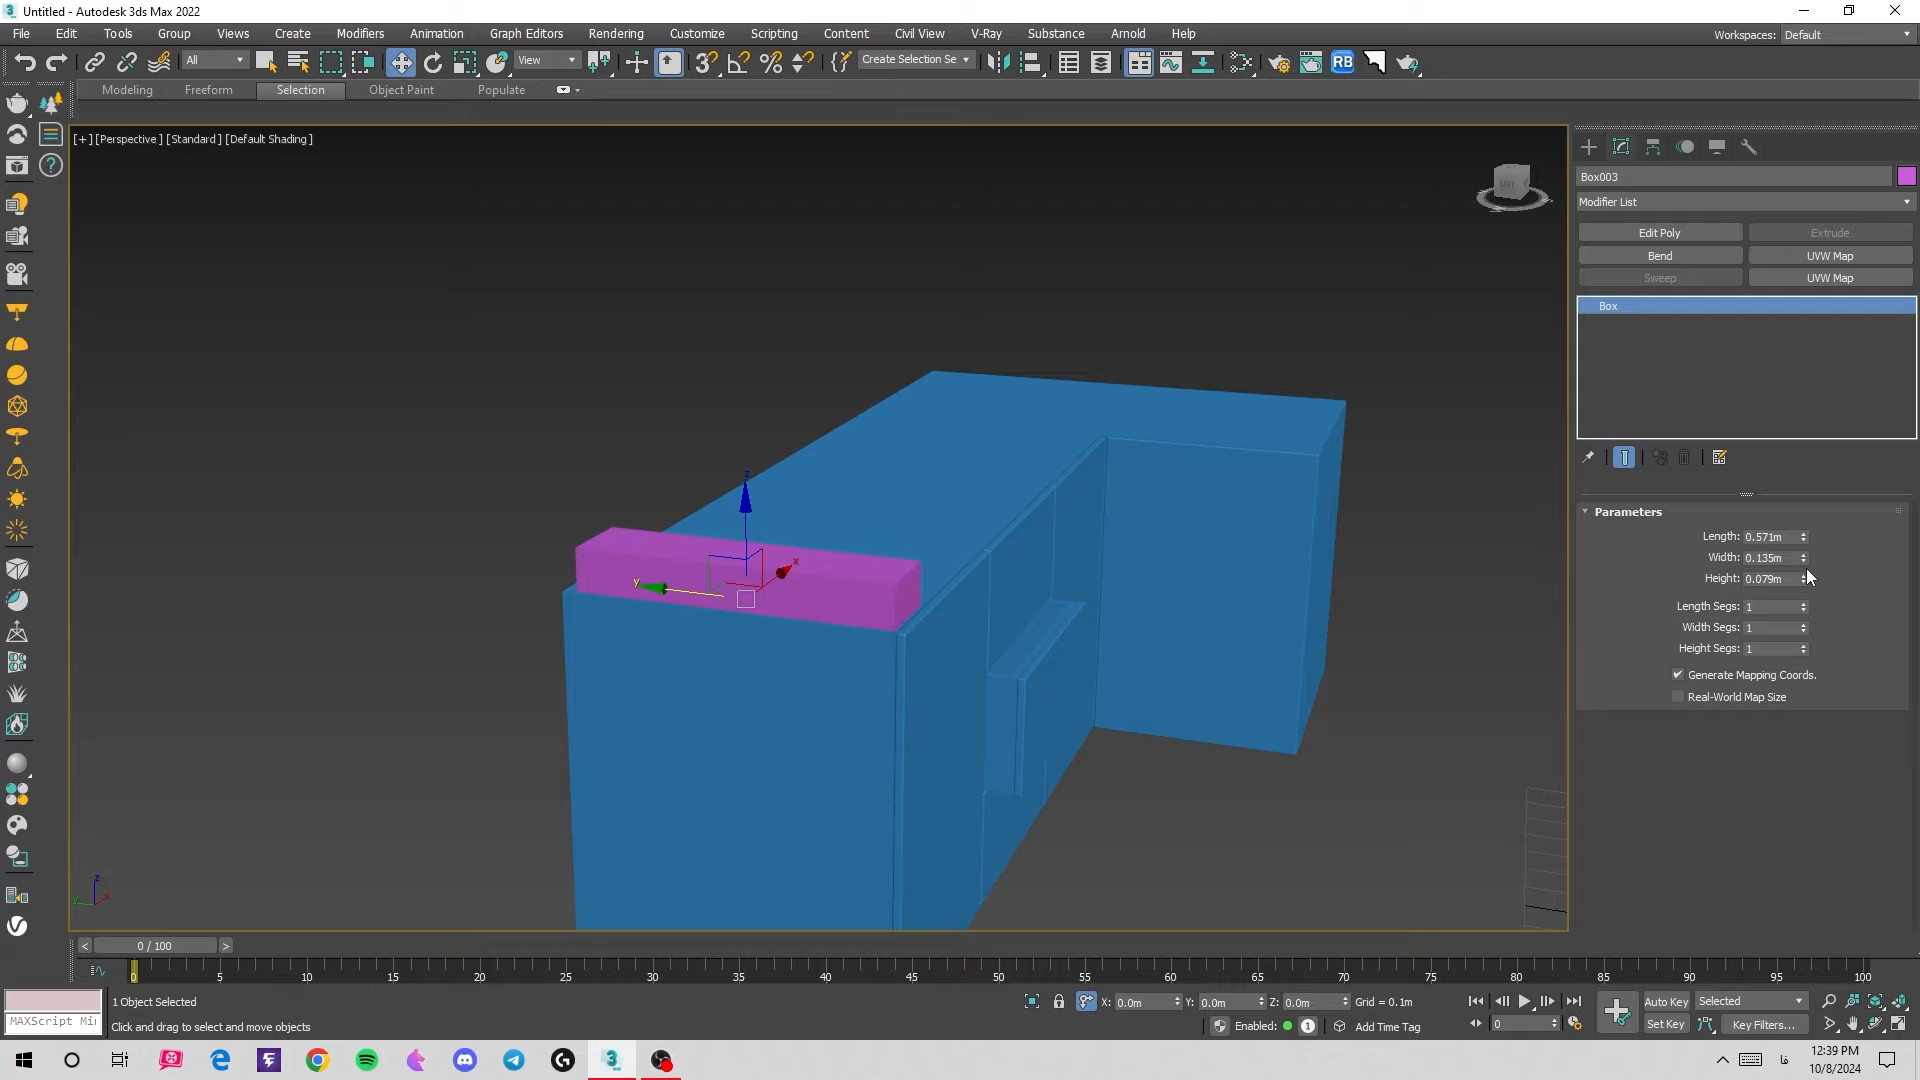 Untitled - Autodesk 3ds Max 2022
File Edit Tools Group Views Create Modifiers Animation Graph Editors Rendering Customize Scripting Content Civil View V-Ray Substance Arnold Help
Workspaces: Default
All View Create Selection Se RB
Modeling Freeform Selection Object Paint Populate
[+] [Perspective] [Standard] [Default Shading]
Box003
Modifier List
Edit Poly Extrude
Bend UVW Map
Sweep UVW Map
Box
z
x
y
Parameters
Length: 0.571m
Width: 0.135m
Height: 0.079m
Length Segs: 1
Width Segs: 1
Height Segs: 1
Generate Mapping Coords.
Real-World Map Size
z
y x
< 0 / 100 >
0 5 10 15 20 25 30 35 40 45 50 55 60 65 70 75 80 85 90 95 100
1 Object Selected X: 0.0m Y: 0.0m Z: 0.0m Grid = 0.1m Auto Key Selected
MAXScript Mi Click and drag to select and move objects Enabled: 1 Add Time Tag 0 Set Key Key Filters...
فا
12:39 PM
10/8/2024